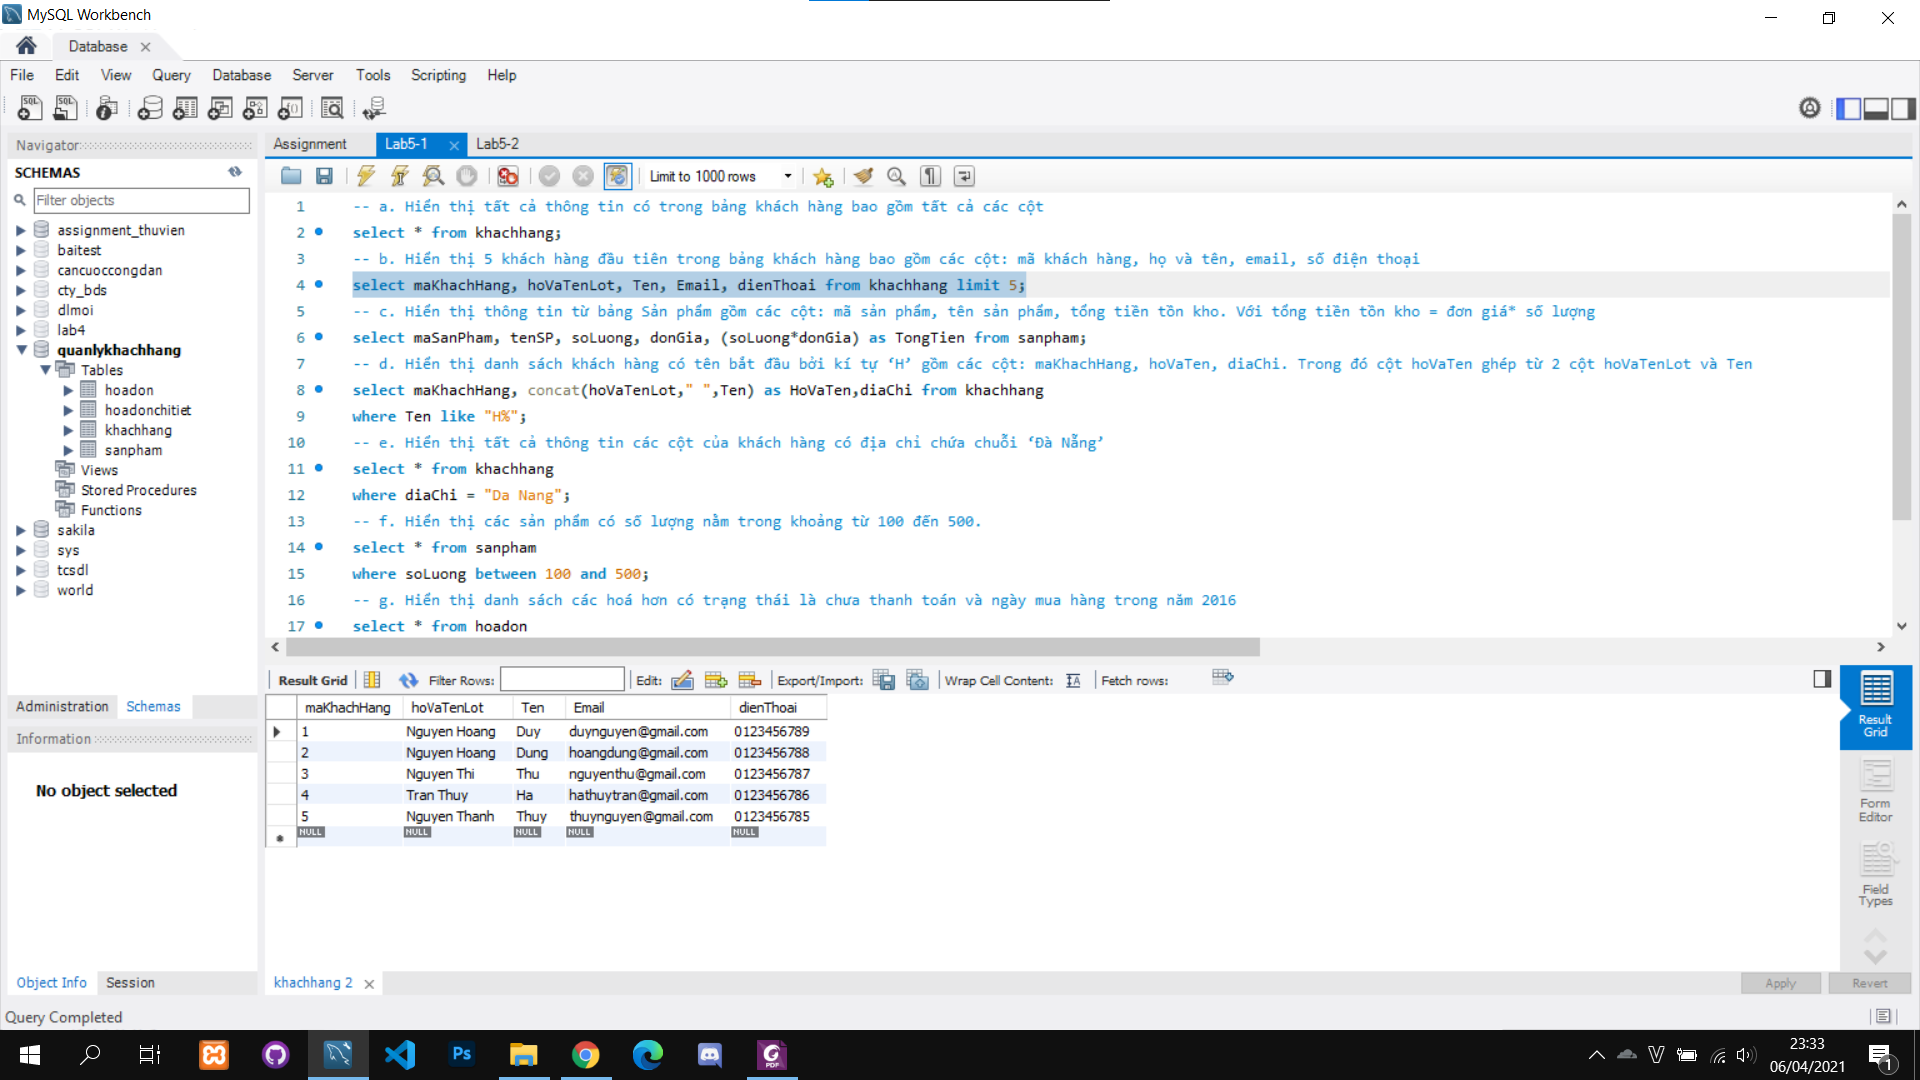 MySQL Workbench
Database
File Edit View Query Database Server Tools Scripting Help
Navigator
SCHEMAS
Filter objects
assignment_thuvien
baitest
cancuoccongdan
cty_bds
dlmoi
lab4
quanlykhachhang
Tables
hoadon
hoadonchitiet
khachhang
sanpham
Views
Stored Procedures
Functions
sakila
sys
tcsdl
world
Administration Schemas
Information
No object selected
Object Info Session
Assignment Lab5-1 Lab5-2
Limit to 1000 rows
1 -- a. Hiển thị tất cả thông tin có trong bảng khách hàng bao gồm tất cả các cột
2 select * from khachhang;
3 -- b. Hiển thị 5 khách hàng đầu tiên trong bảng khách hàng bao gồm các cột: mã khách hàng, họ và tên, email, số điện thoại
4 select maKhachHang, hoVaTenLot, Ten, Email, dienThoai from khachhang limit 5;
5 -- c. Hiển thị thông tin từ bảng Sản phẩm gồm các cột: mã sản phẩm, tên sản phẩm, tổng tiền tồn kho. Với tổng tiền tồn kho = đơn giá* số lượng
6 select maSanPham, tenSP, soLuong, donGia, (soLuong*donGia) as TongTien from sanpham;
7 -- d. Hiển thị danh sách khách hàng có tên bắt đầu bởi kí tự ‘H’ gồm các cột: maKhachHang, hoVaTen, diaChi. Trong đó cột hoVaTen ghép từ 2 cột hoVaTenLot và Ten
8 select maKhachHang, concat(hoVaTenLot," ",Ten) as HoVaTen,diaChi from khachhang
9 where Ten like "H%";
10 -- e. Hiển thị tất cả thông tin các cột của khách hàng có địa chỉ chứa chuỗi ‘Đà Nẵng’
11 select * from khachhang
12 where diaChi = "Da Nang";
13 -- f. Hiển thị các sản phẩm có số lượng nằm trong khoảng từ 100 đến 500.
14 select * from sanpham
15 where soLuong between 100 and 500;
16 -- g. Hiển thị danh sách các hoá hơn có trạng thái là chưa thanh toán và ngày mua hàng trong năm 2016
17 select * from hoadon
Result Grid Filter Rows: Edit: Export/Import: Wrap Cell Content: Fetch rows:
maKhachHang hoVaTenLot Ten Email dienThoai
1 Nguyen Hoang Duy duynguyen@gmail.com 0123456789
2 Nguyen Hoang Dung hoangdung@gmail.com 0123456788
3 Nguyen Thi Thu nguyenthu@gmail.com 0123456787
4 Tran Thuy Ha hathuytran@gmail.com 0123456786
5 Nguyen Thanh Thuy thuynguyen@gmail.com 0123456785
NULL NULL NULL NULL NULL
Result
Grid
Form
Editor
Field
Types
khachhang 2
Apply Revert
Query Completed
23:33
06/04/2021
1